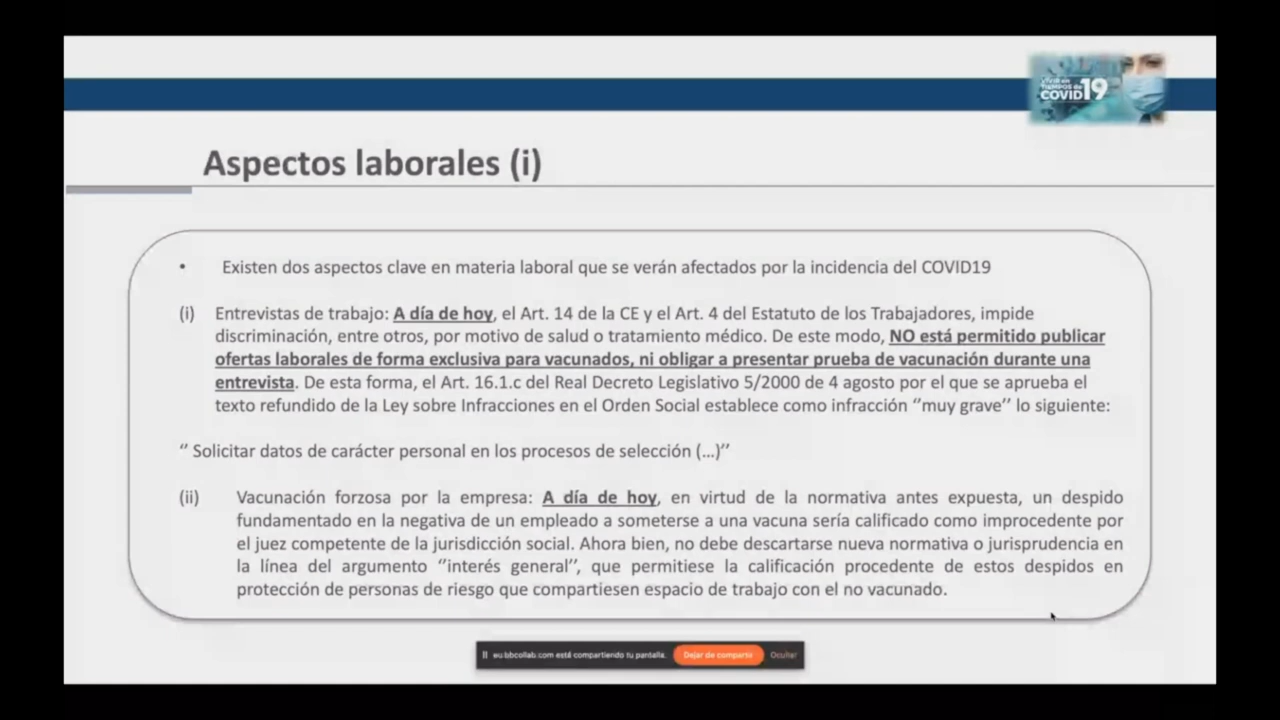 VIVIR EN
TIEMPOS DE
COVID19
Aspectos laborales (i)
• Existen dos aspectos clave en materia laboral que se verán afectados por la incidencia del COVID19
(i) Entrevistas de trabajo: A día de hoy, el Art. 14 de la CE y el Art. 4 del Estatuto de los Trabajadores, impide
discriminación, entre otros, por motivo de salud o tratamiento médico. De este modo, NO está permitido publicar
ofertas laborales de forma exclusiva para vacunados, ni obligar a presentar prueba de vacunación durante una
entrevista. De esta forma, el Art. 16.1.c del Real Decreto Legislativo 5/2000 de 4 agosto por el que se aprueba el
texto refundido de la Ley sobre Infracciones en el Orden Social establece como infracción ‘’muy grave’’ lo siguiente:
‘’ Solicitar datos de carácter personal en los procesos de selección (…)’’
(ii) Vacunación forzosa por la empresa: A día de hoy, en virtud de la normativa antes expuesta, un despido
fundamentado en la negativa de un empleado a someterse a una vacuna sería calificado como improcedente por
el juez competente de la jurisdicción social. Ahora bien, no debe descartarse nueva normativa o jurisprudencia en
la línea del argumento ‘’interés general’’, que permitiese la calificación procedente de estos despidos en
protección de personas de riesgo que compartiesen espacio de trabajo con el no vacunado.
eu.bbcollab.com está compartiendo tu pantalla. Dejar de compartir Ocultar